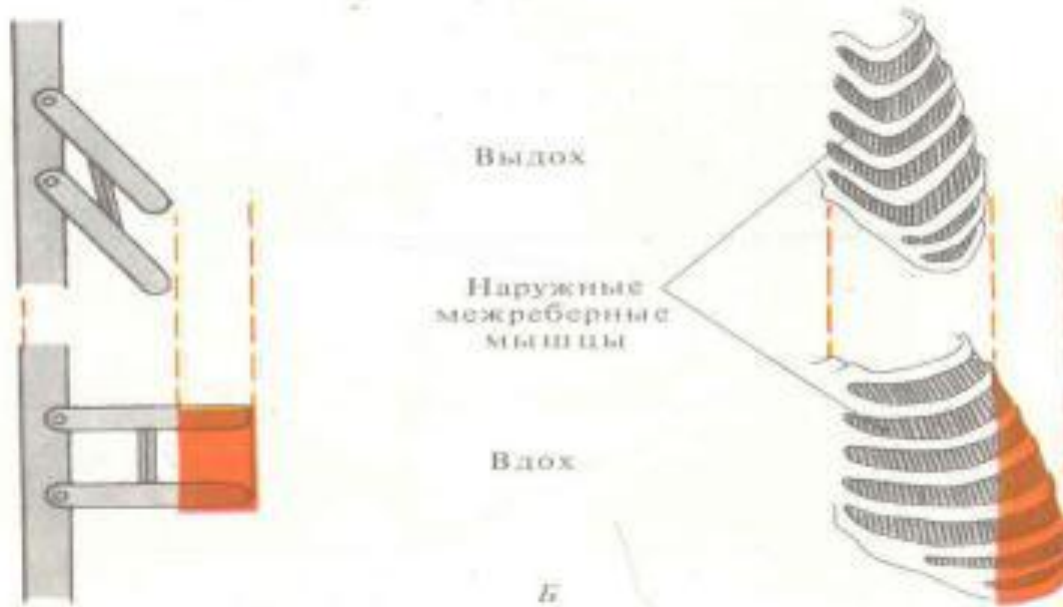 Выдох
Наружные
межреберные
мышцы
Вдох
Б